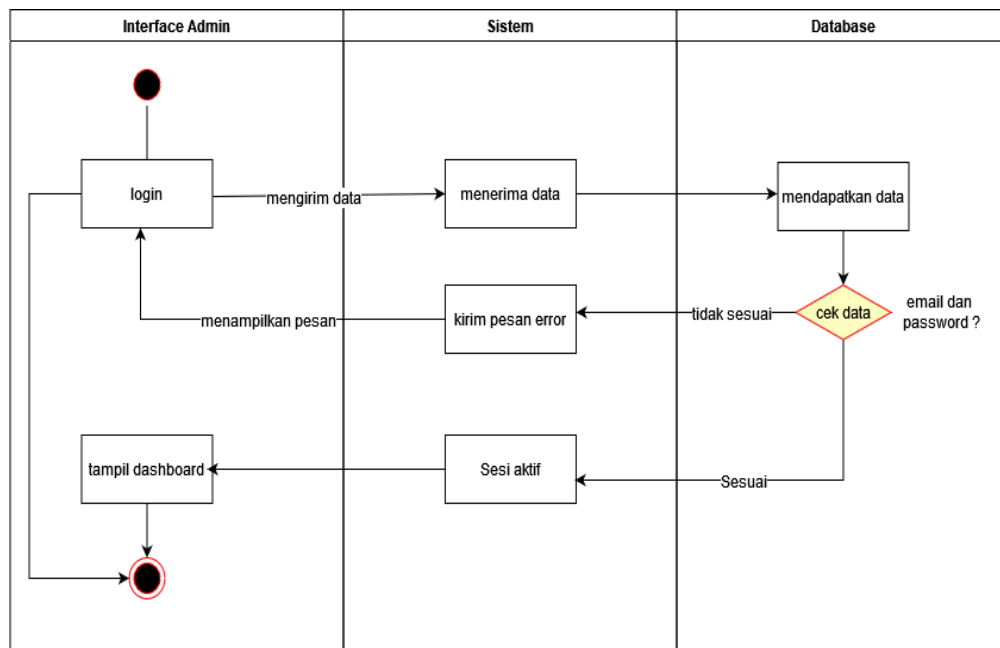 Interface Admin
Sistem
Database
login
mengirim data
menerima data
mendapatkan data
menampilkan pesan
kirim pesan error
tidak sesuai
cek data
email dan
password ?
tampil dashboard
Sesi aktif
Sesuai